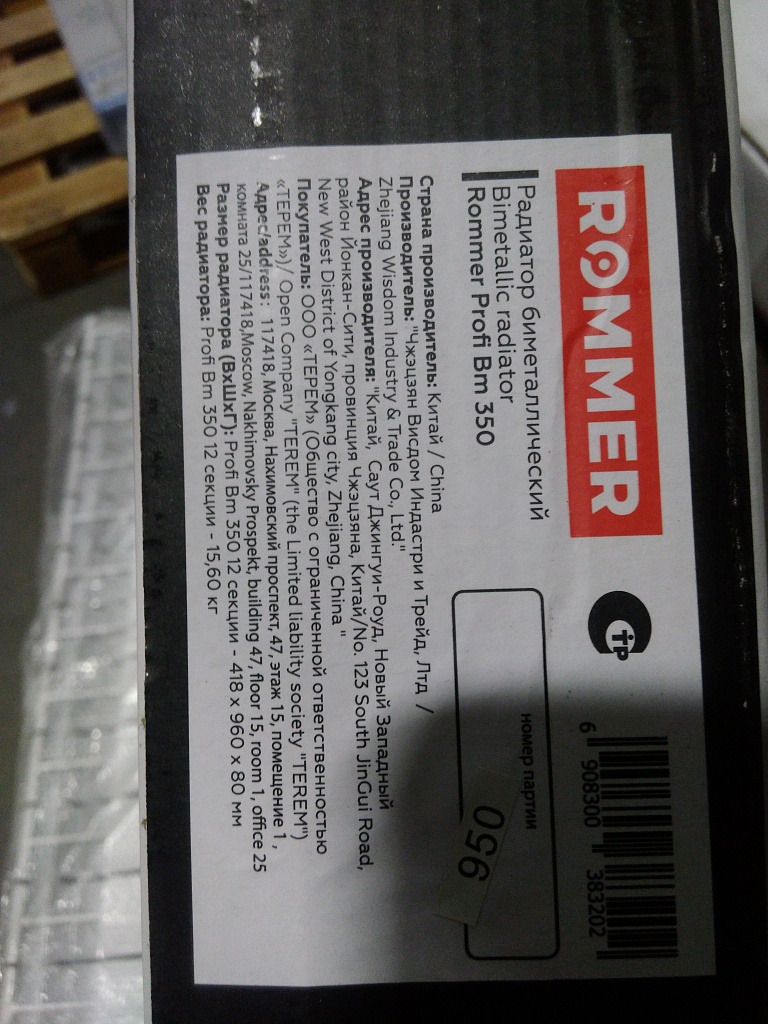 ROMMER
Радиатор биметаллический
Bimetallic radiator
Rommer Profi Bm 350
номер партии
950
6 908300 383202
Страна производитель: Китай / China
Производитель: "Чжэцзян Висдом Индастри и Трейд, Лтд /
Zhejiang Wisdom Industry & Trade Co., Ltd."
Адрес производителя: "Китай, Саут Джингуи-Роуд, Новый Западный
район Йонкан-Сити, провинция Чжэцзяна, Китай/No. 123 South JinGui Road,
New West District of Yongkang city, Zhejiang, China "
Покупатель: ООО «ТЕРЕМ» (Общество с ограниченной ответственностью
«ТЕРЕМ»)/ Open Company "TEREM" (the Limited liability society "TEREM")
Адрес/address: 117418, Москва, Нахимовский проспект, 47, этаж 15, помещение 1 ,
комната 25/117418,Moscow, Nakhimovsky Prospekt, building 47, floor 15, room 1, office 25
Размер радиатора (ВхШхГ): Profi Bm 350 12 секции - 418 x 960 x 80 мм
Вес радиатора: Profi Bm 350 12 секции - 15,60 кг